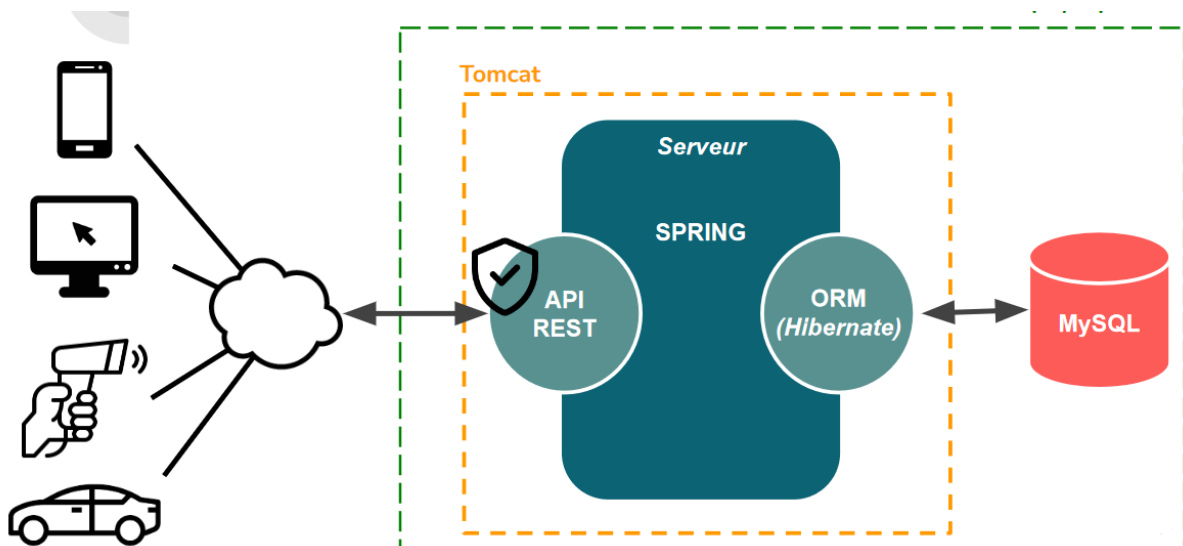 Tomcat
Serveur
SPRING
API
REST
ORM
(Hibernate)
MySQL